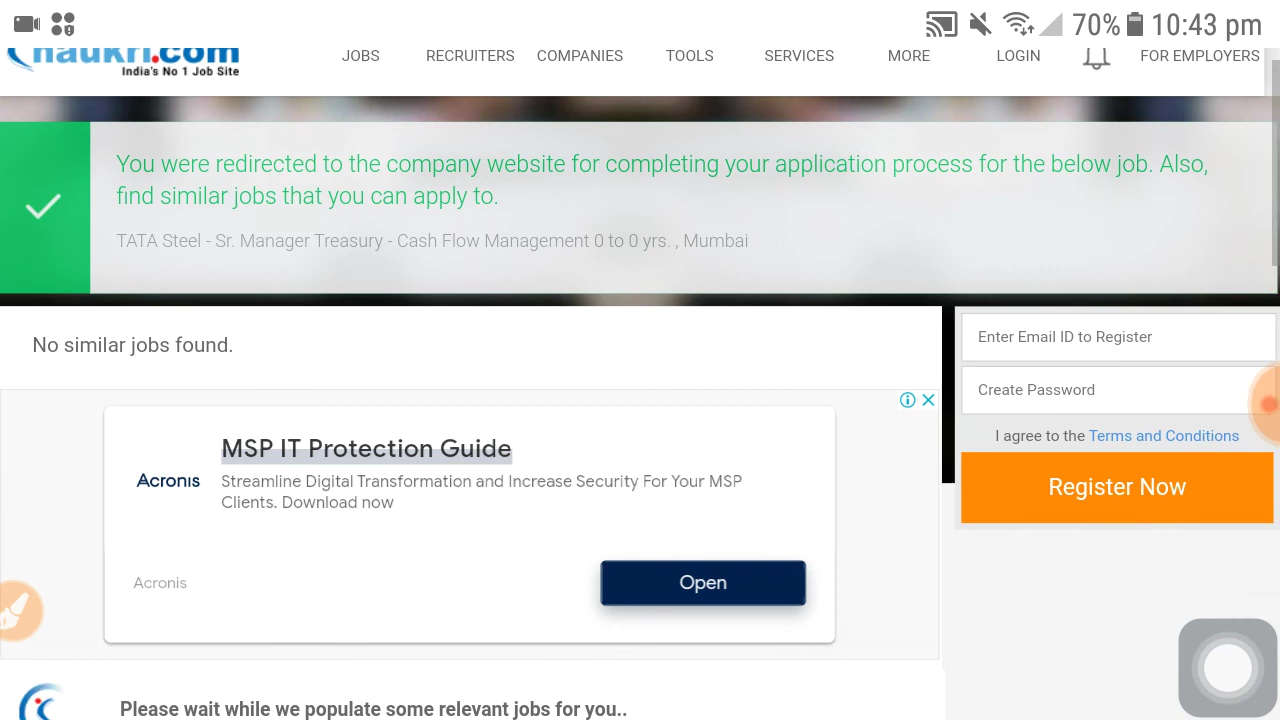 70% 10:43 pm
naukri.com
India's No 1 Job Site
JOBS RECRUITERS COMPANIES TOOLS SERVICES MORE LOGIN FOR EMPLOYERS
You were redirected to the company website for completing your application process for the below job. Also,
find similar jobs that you can apply to.
TATA Steel - Sr. Manager Treasury - Cash Flow Management 0 to 0 yrs. , Mumbai
No similar jobs found.
Enter Email ID to Register
Create Password
I agree to the Terms and Conditions
Register Now
MSP IT Protection Guide
Acronis
Streamline Digital Transformation and Increase Security For Your MSP
Clients. Download now
Acronis
Open
Please wait while we populate some relevant jobs for you..